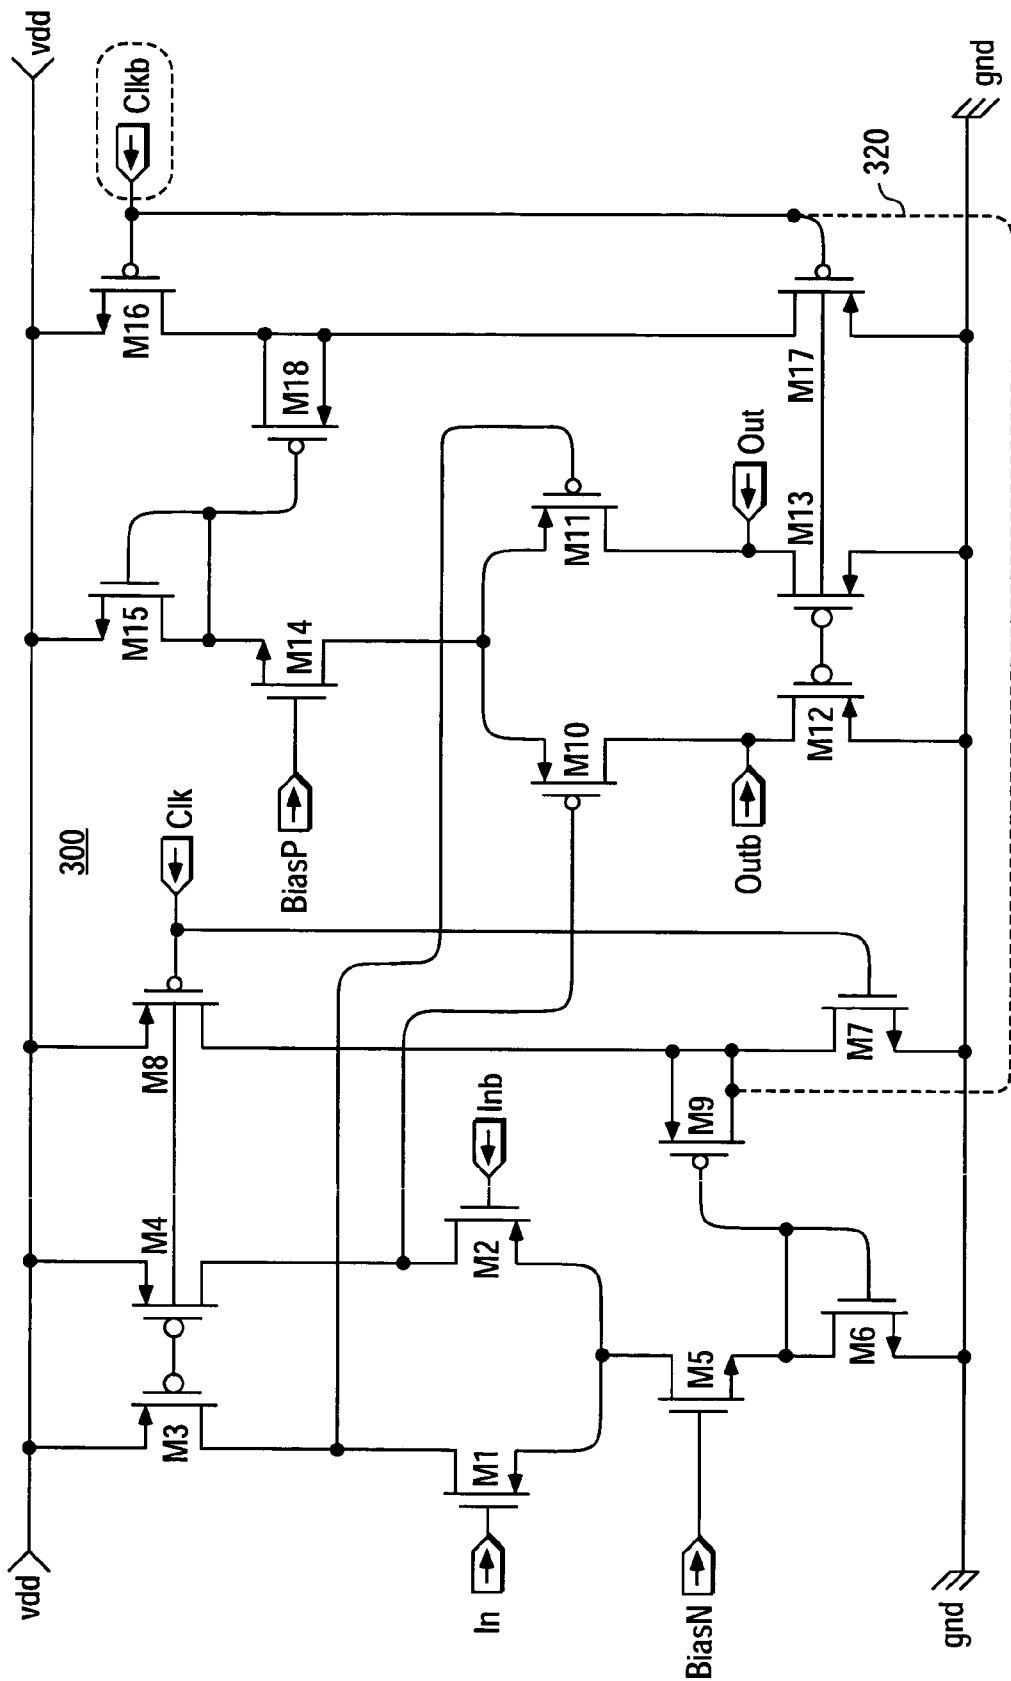 vdd
vdd
300
Clk
Clkb
M3
M4
M8
M15
M16
BiasP
M14
M18
In
M1
M2
Inb
M10
M11
BiasN
M5
M9
Outb
Out
M6
M7
M12
M13
M17
320
gnd
gnd